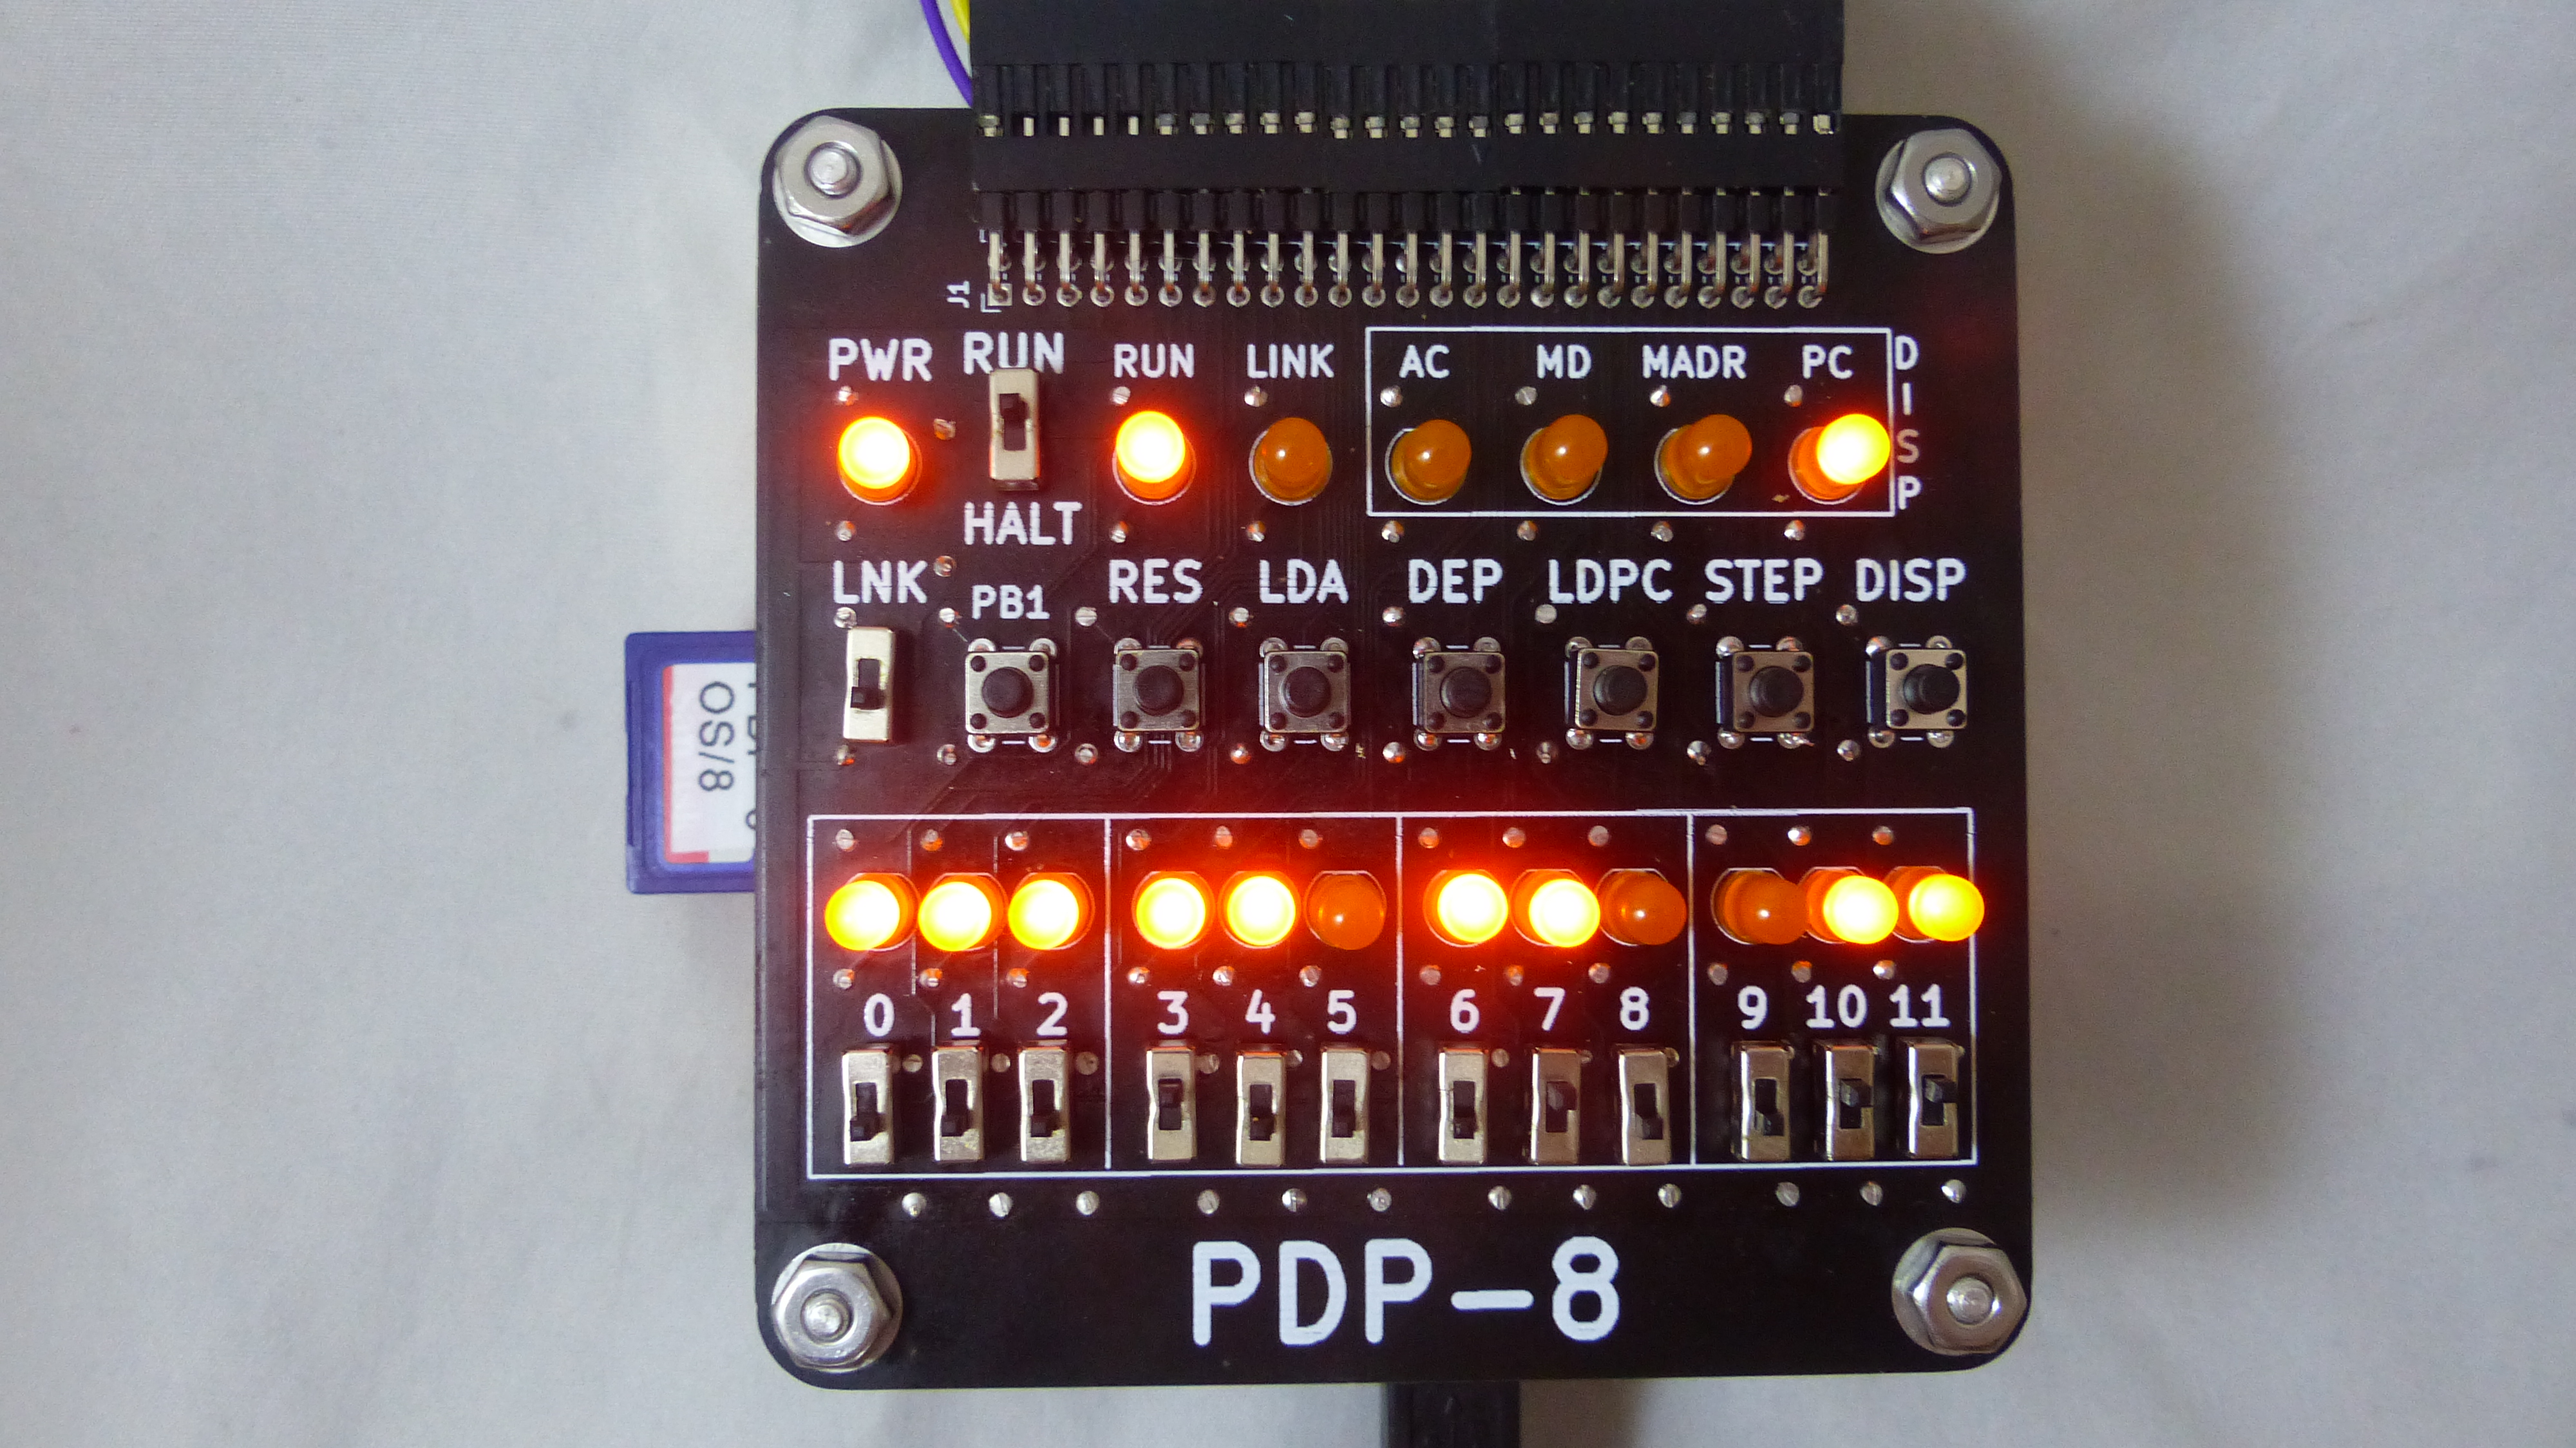 J1
PWR RUN RUN LINK AC MD MADR PC DISP
HALT
LNK PB1 RES LDA DEP LDPC STEP DISP
OS/8
0 1 2 3 4 5 6 7 8 9 10 11
PDP-8